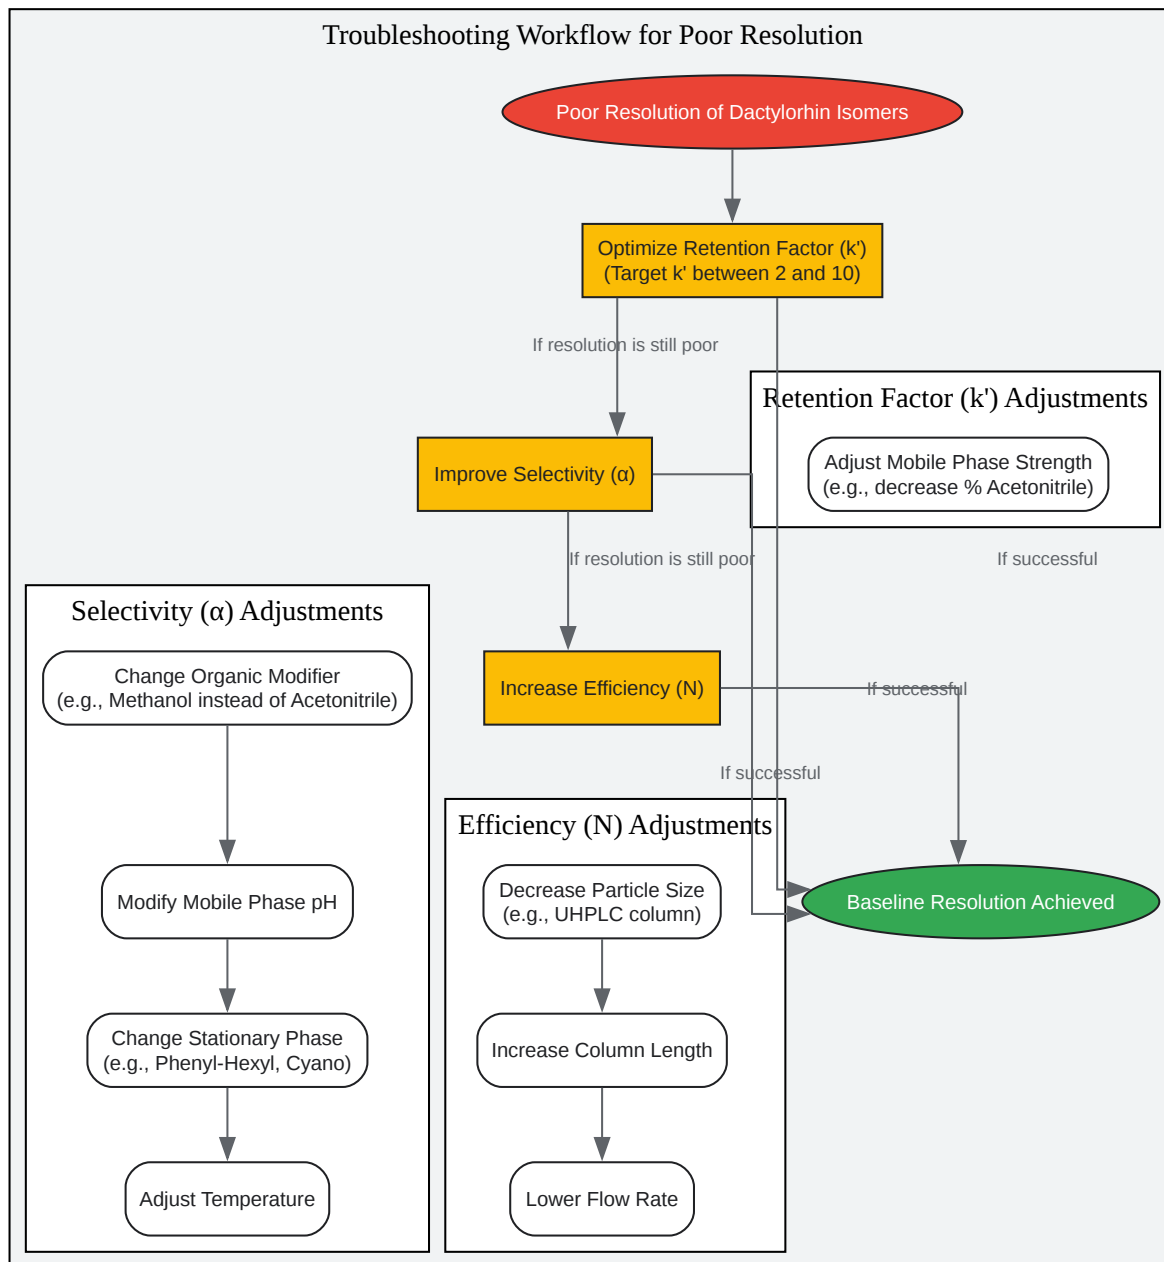 Troubleshooting Workflow for Poor Resolution
Poor Resolution of Dactylorhin Isomers
Optimize Retention Factor (k')
(Target k' between 2 and 10)
If resolution is still poor
Retention Factor (k') Adjustments
Adjust Mobile Phase Strength
(e.g., decrease % Acetonitrile)
Improve Selectivity (α)
If resolution is still poor
If successful
Selectivity (α) Adjustments
Change Organic Modifier
(e.g., Methanol instead of Acetonitrile)
Increase Efficiency (N)
If successful
If successful
Efficiency (N) Adjustments
Modify Mobile Phase pH
Decrease Particle Size
(e.g., UHPLC column)
Baseline Resolution Achieved
Change Stationary Phase
(e.g., Phenyl-Hexyl, Cyano)
Increase Column Length
Adjust Temperature
Lower Flow Rate